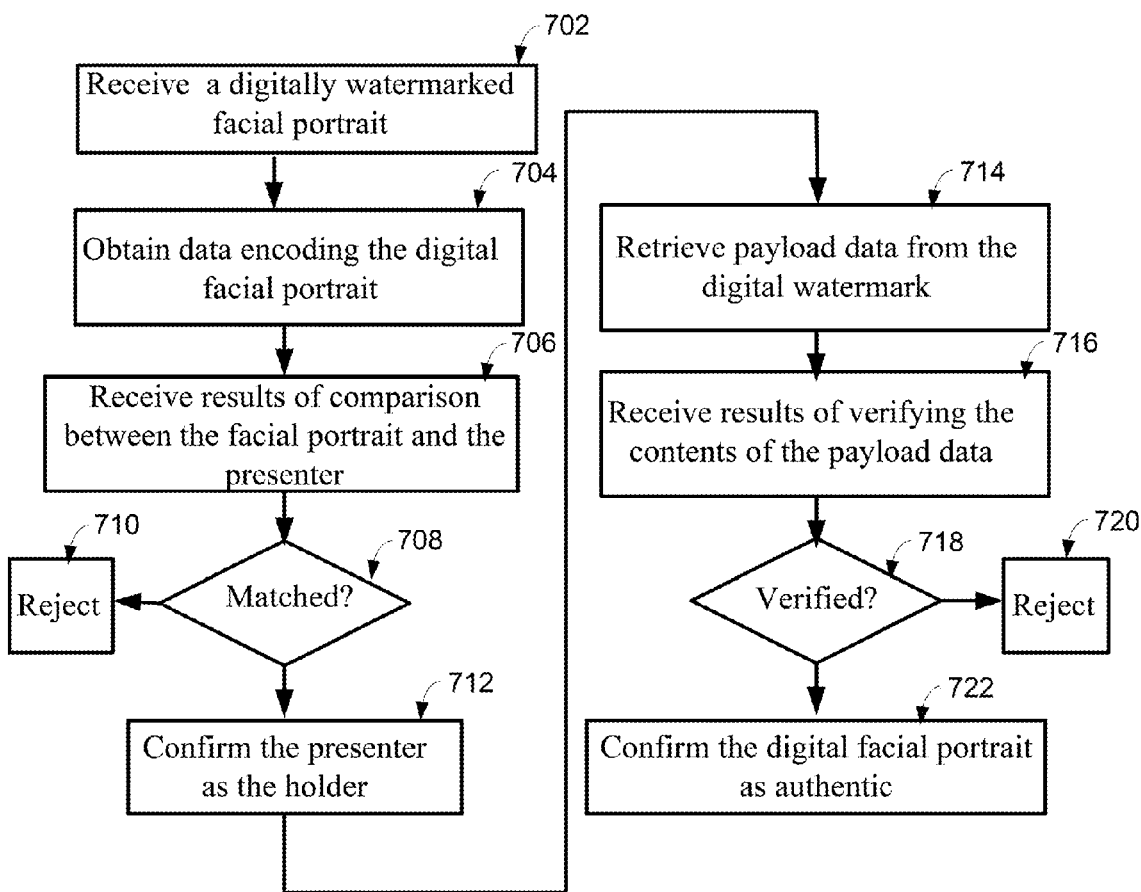 702
Receive a digitally watermarked
facial portrait
704
Obtain data encoding the digital
facial portrait
706
Receive results of comparison
between the facial portrait and the
presenter
710
Reject
708
Matched?
712
Confirm the presenter
as the holder
714
Retrieve payload data from the
digital watermark
716
Receive results of verifying the
contents of the payload data
718
Verified?
720
Reject
722
Confirm the digital facial portrait
as authentic